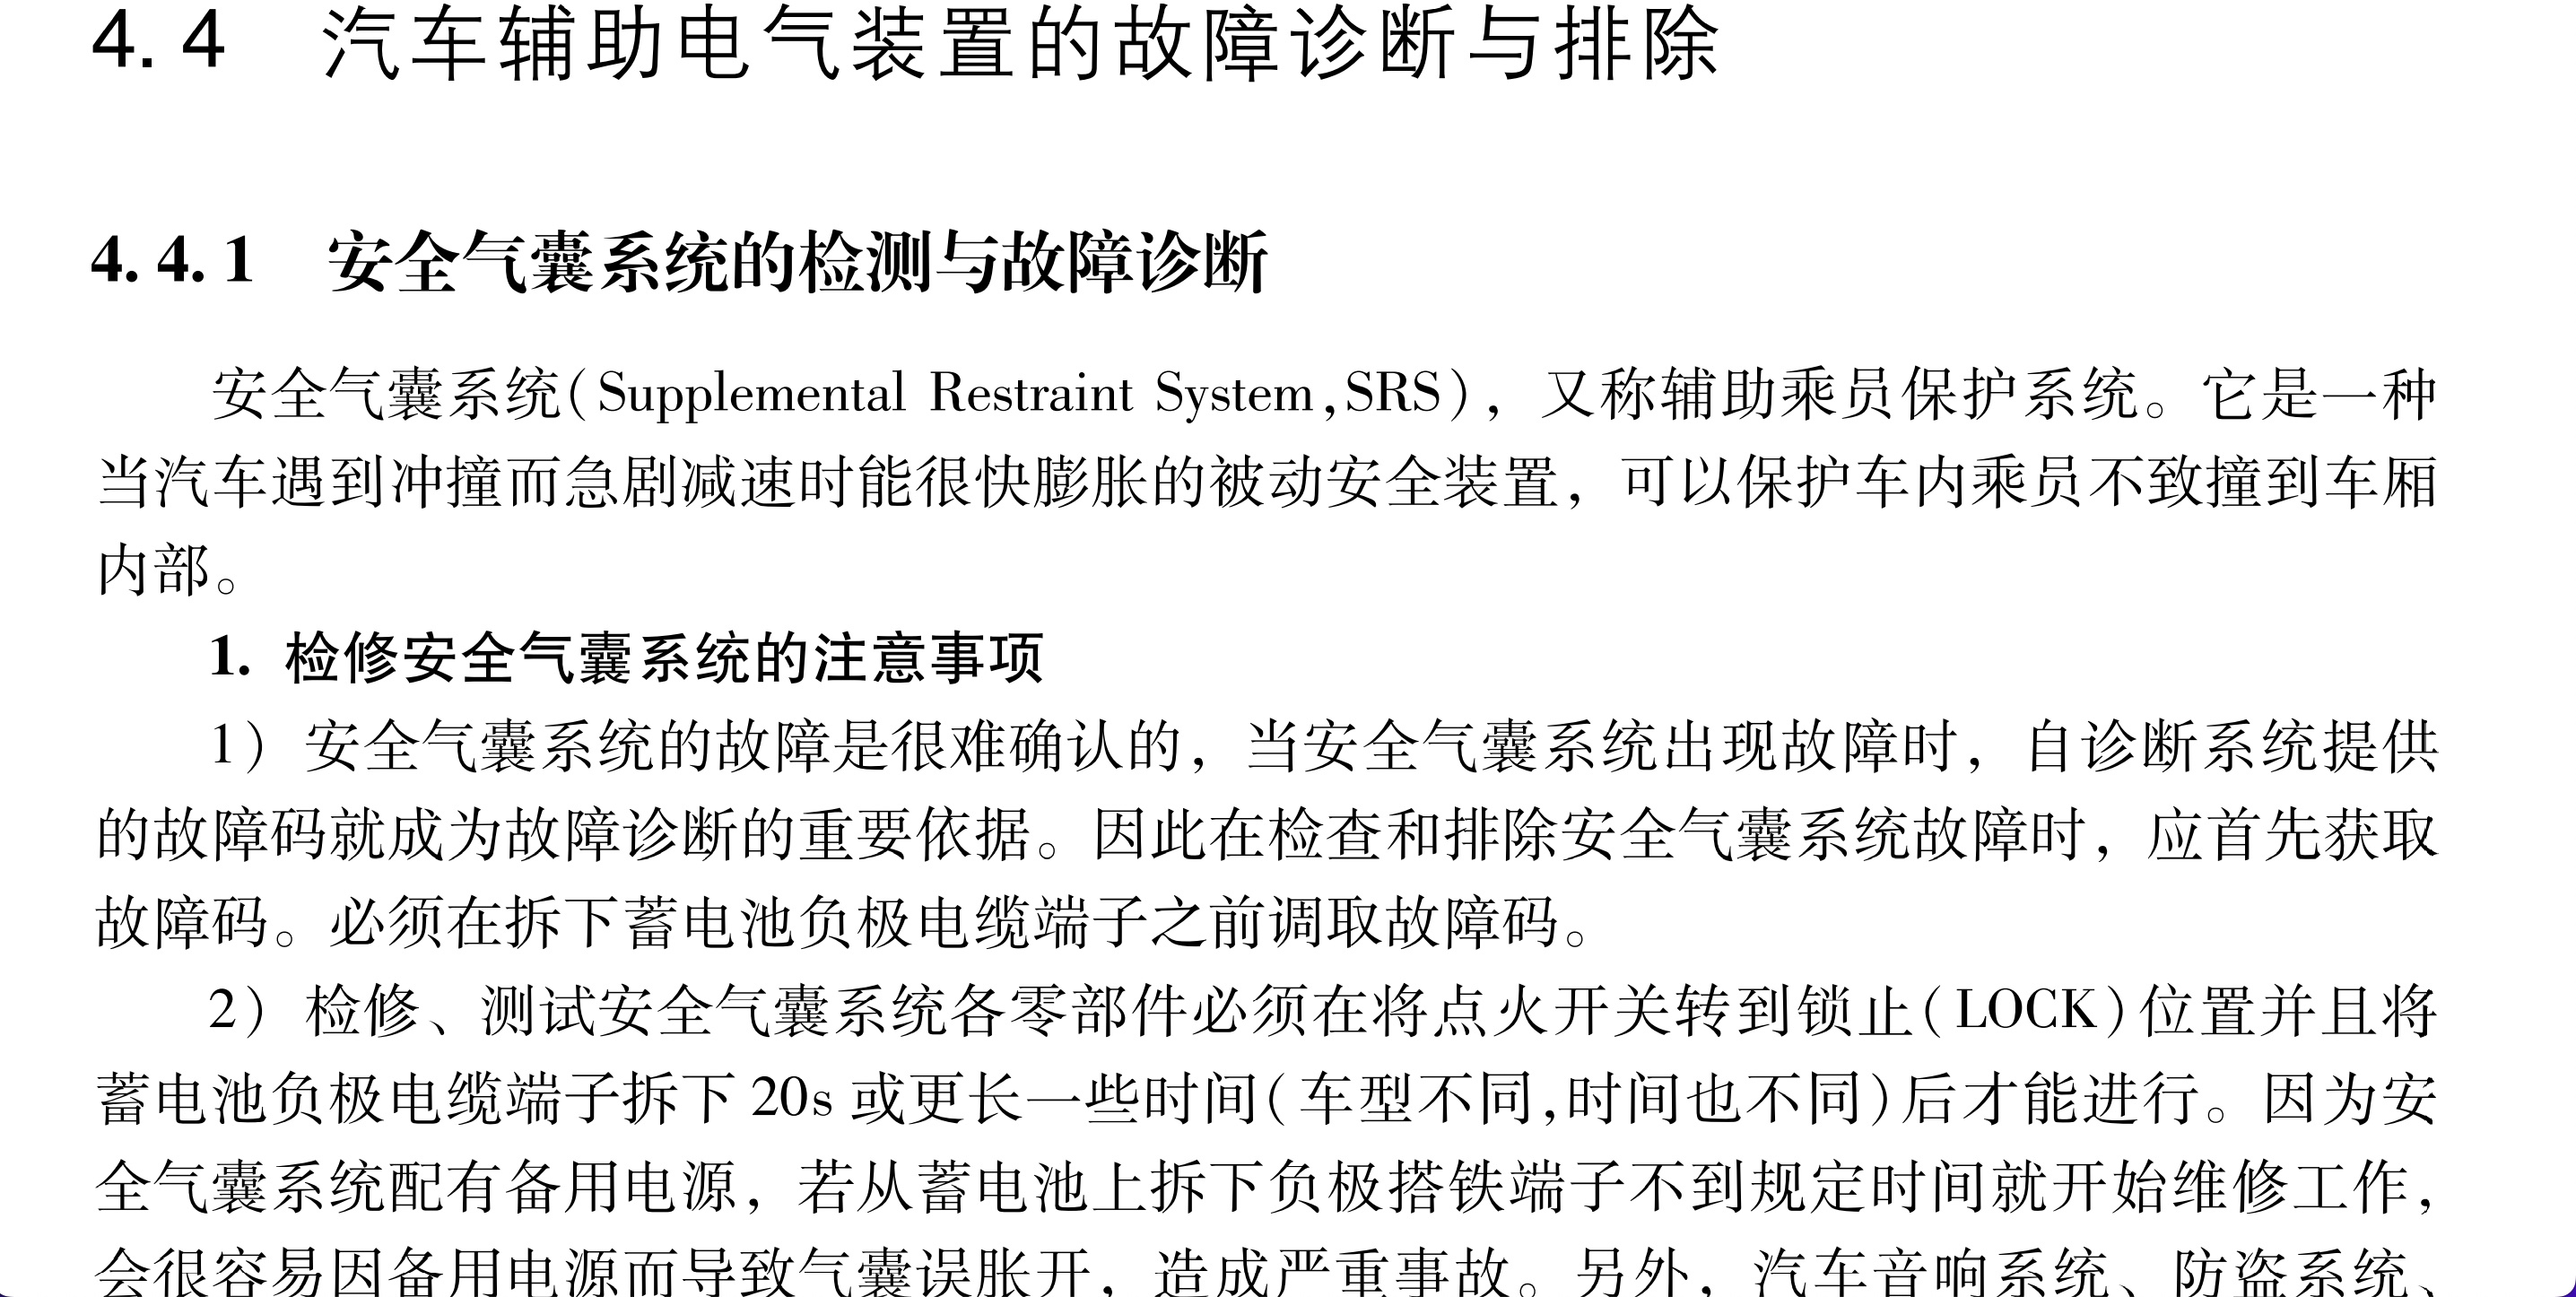 4.4 汽车辅助电气装置的故障诊断与排除
4.4.1 安全气囊系统的检测与故障诊断
安全气囊系统(Supplemental Restraint System,SRS)，又称辅助乘员保护系统。它是一种
当汽车遇到冲撞而急剧减速时能很快膨胀的被动安全装置，可以保护车内乘员不致撞到车厢
内部。
1. 检修安全气囊系统的注意事项
1) 安全气囊系统的故障是很难确认的，当安全气囊系统出现故障时，自诊断系统提供
的故障码就成为故障诊断的重要依据。因此在检查和排除安全气囊系统故障时，应首先获取
故障码。必须在拆下蓄电池负极电缆端子之前调取故障码。
2) 检修、测试安全气囊系统各零部件必须在将点火开关转到锁止(LOCK)位置并且将
蓄电池负极电缆端子拆下 20s 或更长一些时间(车型不同,时间也不同)后才能进行。因为安
全气囊系统配有备用电源，若从蓄电池上拆下负极搭铁端子不到规定时间就开始维修工作，
会很容易因备用电源而导致气囊误胀开，造成严重事故。另外，汽车音响系统、防盗系统、